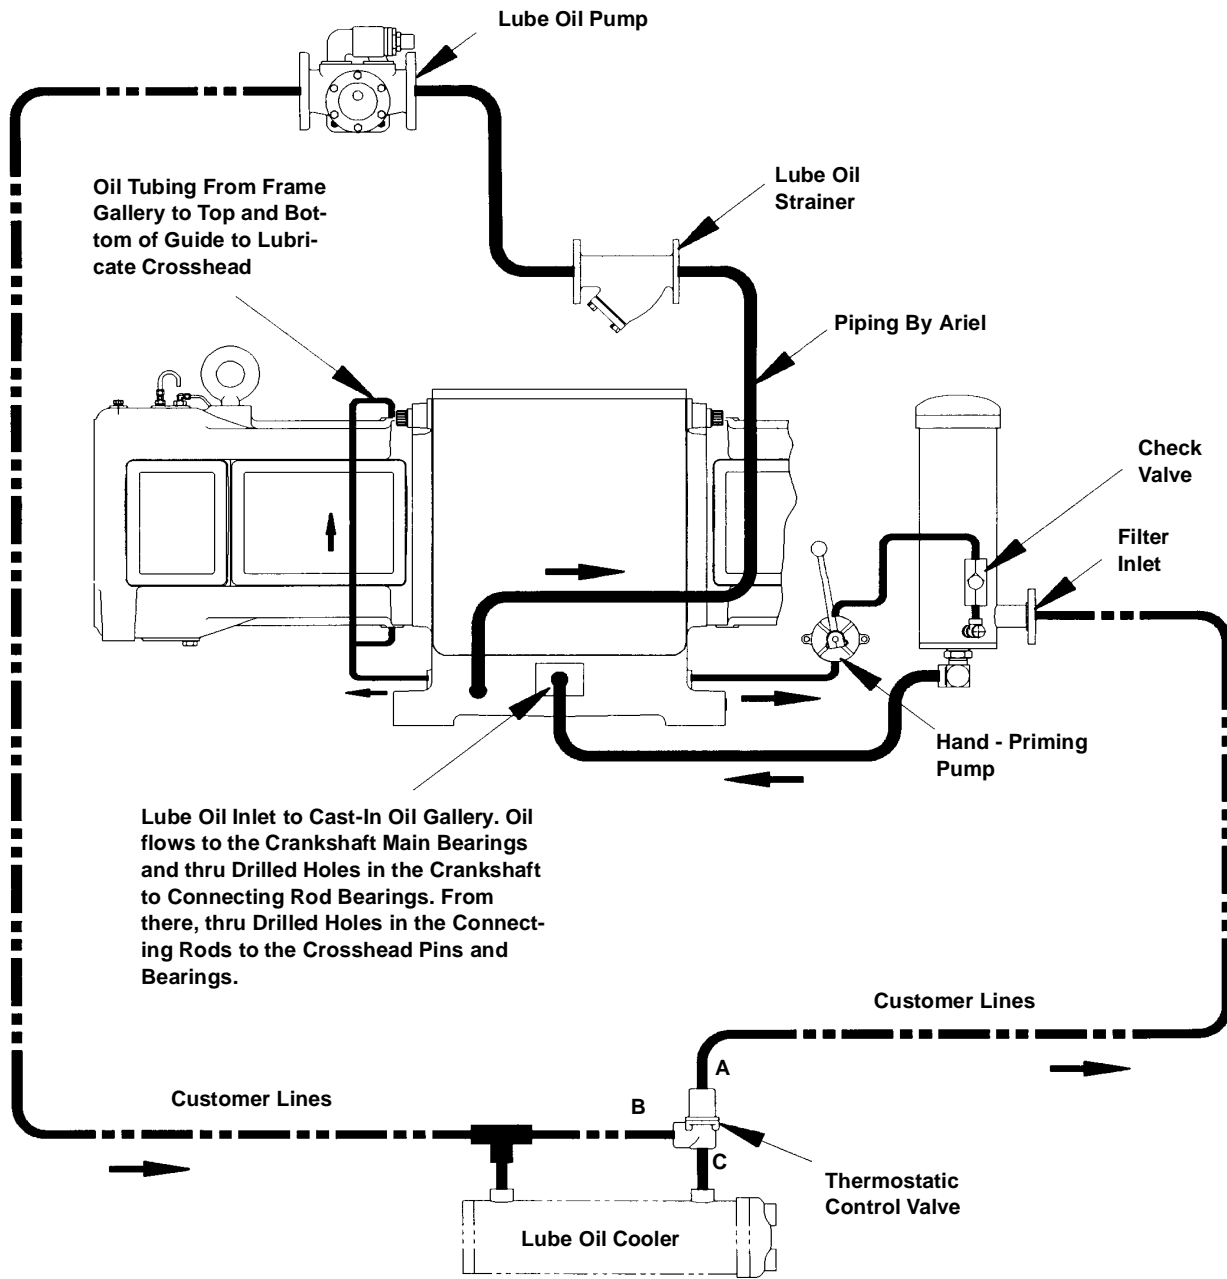 Lube Oil Pump
Oil Tubing From Frame
Gallery to Top and Bot-
tom of Guide to Lubri-
cate Crosshead
Lube Oil
Strainer
Piping By Ariel
Check
Valve
Filter
Inlet
Hand - Priming
Pump
Lube Oil Inlet to Cast-In Oil Gallery. Oil
flows to the Crankshaft Main Bearings
and thru Drilled Holes in the Crankshaft
to Connecting Rod Bearings. From
there, thru Drilled Holes in the Connect-
ing Rods to the Crosshead Pins and
Bearings.
Customer Lines
A
Customer Lines
B
C
Thermostatic
Control Valve
Lube Oil Cooler